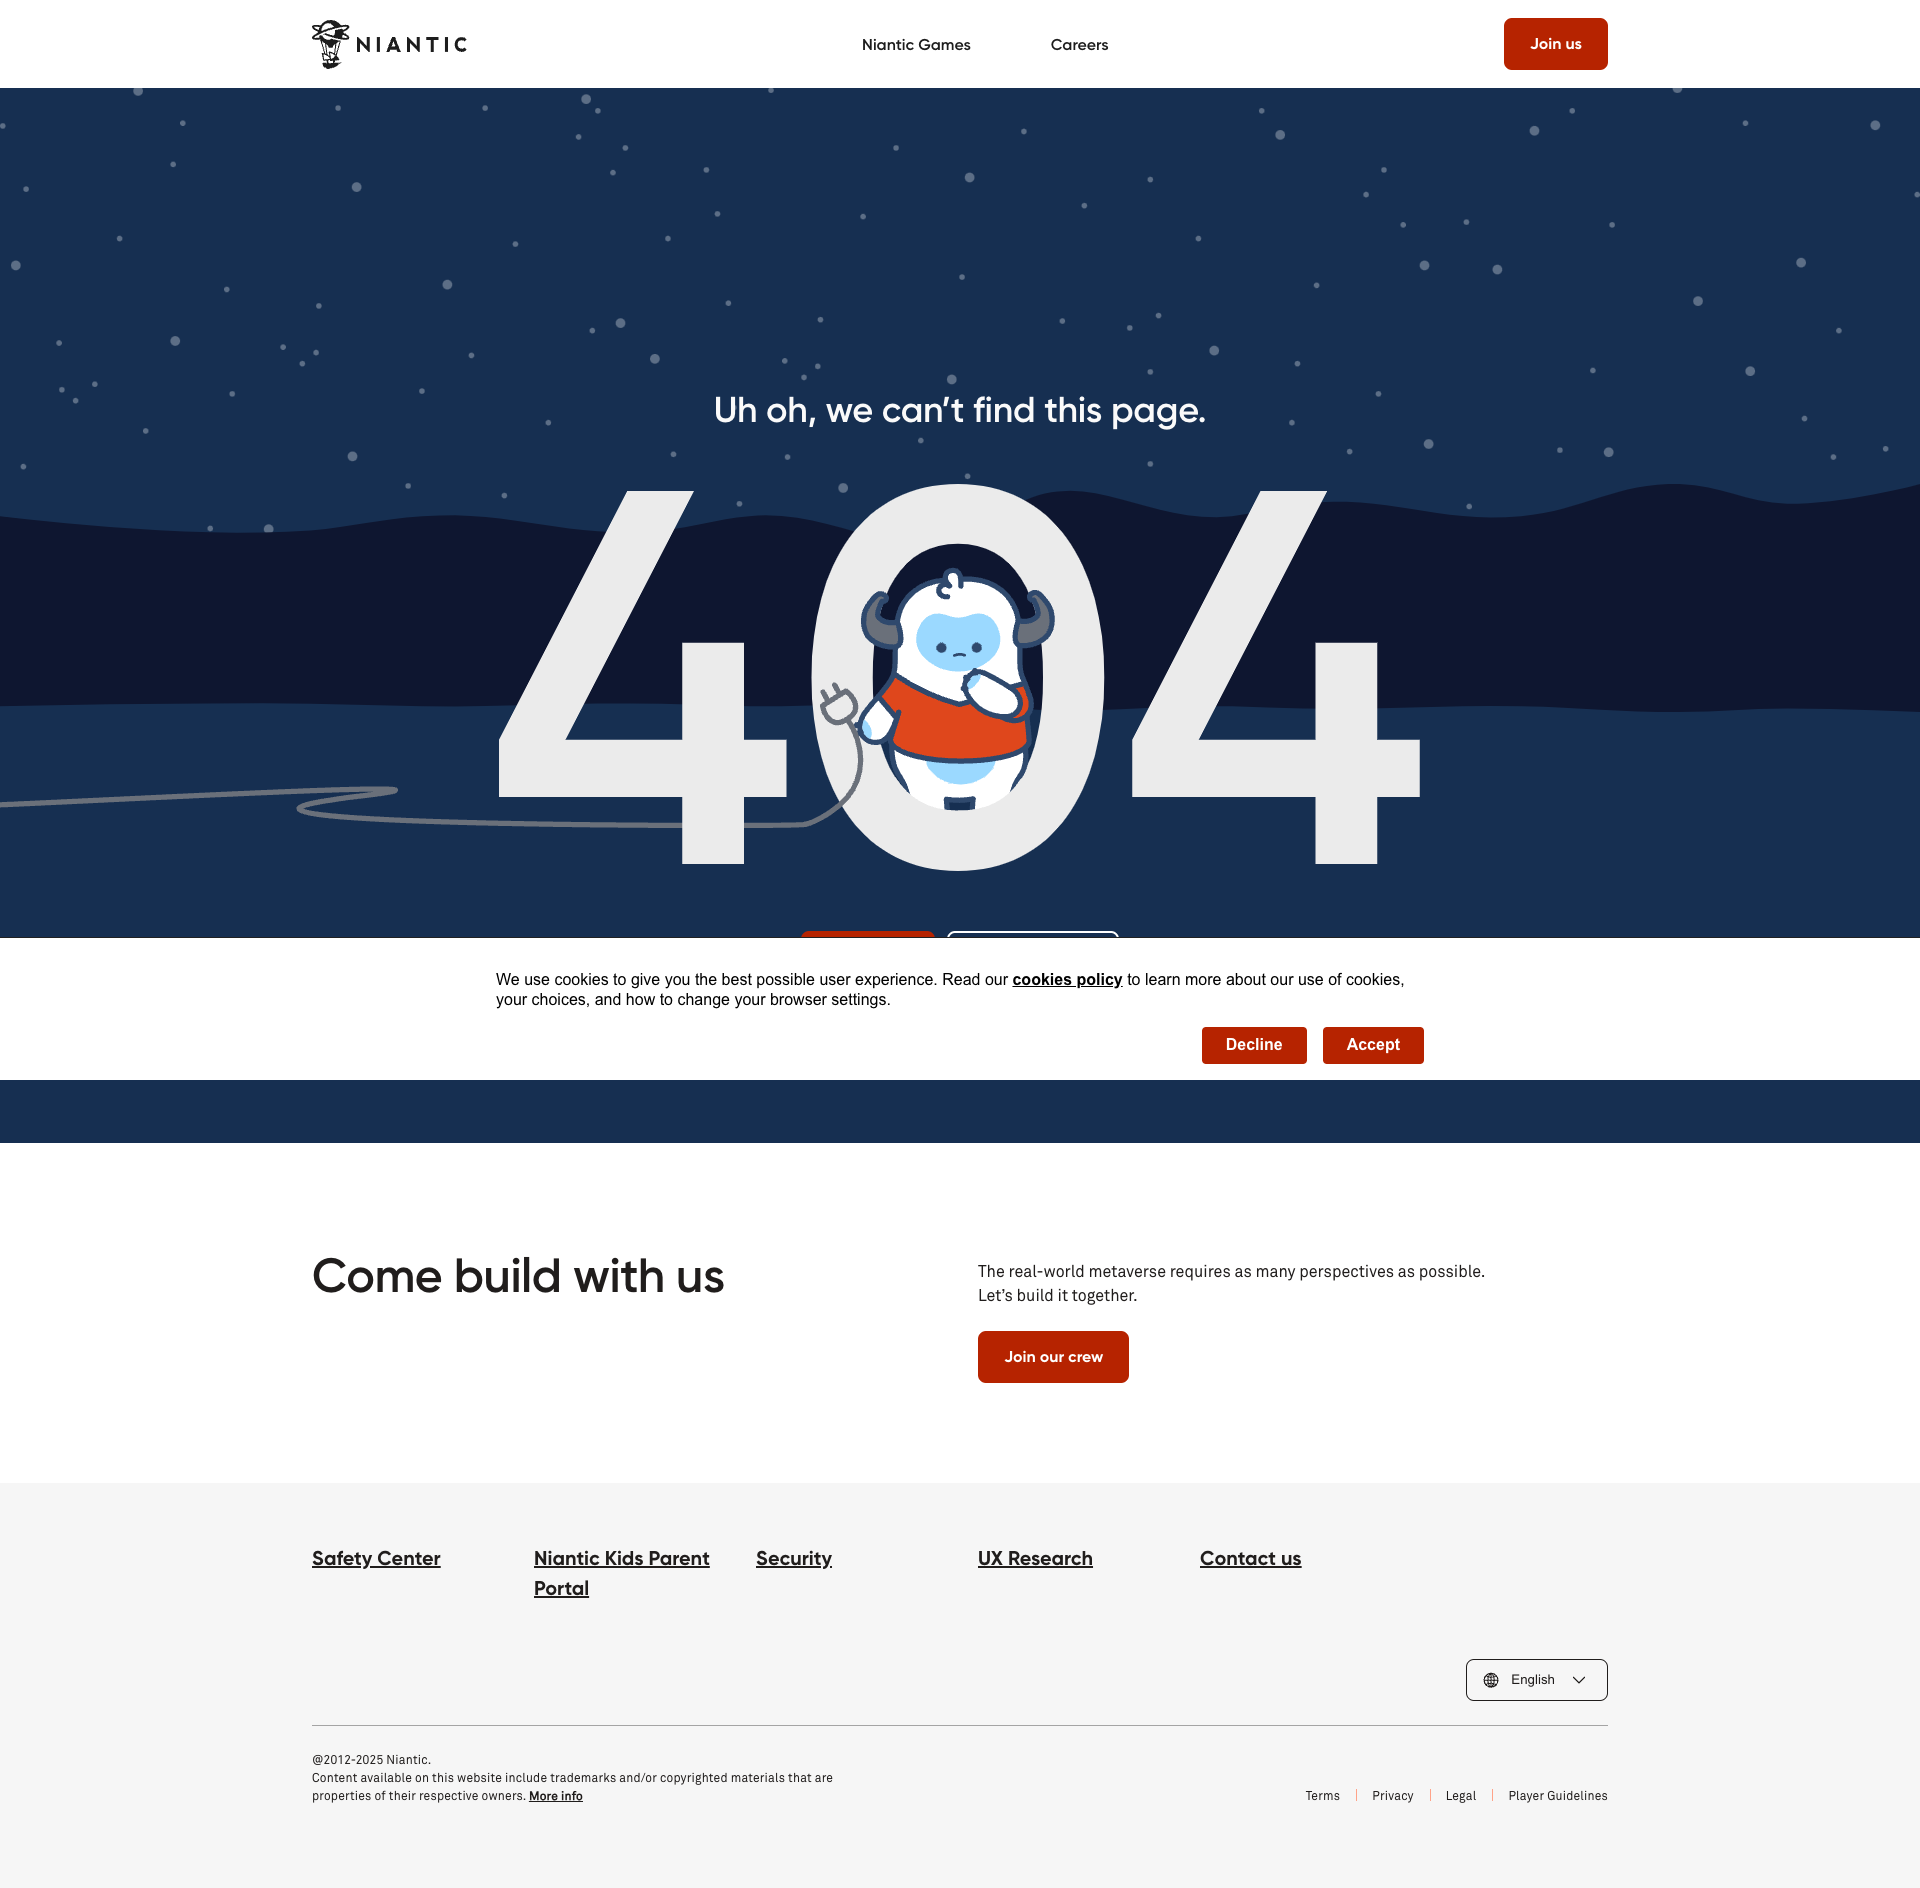 NIANTIC
Niantic Games
Careers
Join us
Uh oh, we can’t find this page.
404
We use cookies to give you the best possible user experience. Read our cookies policy to learn more about our use of cookies,
your choices, and how to change your browser settings.
Decline
Accept
Come build with us
The real-world metaverse requires as many perspectives as possible.
Let’s build it together.
Join our crew
Safety Center
Niantic Kids Parent
Portal
Security
UX Research
Contact us
English
@2012-2025 Niantic.
Content available on this website include trademarks and/or copyrighted materials that are
properties of their respective owners. More info
Terms
Privacy
Legal
Player Guidelines